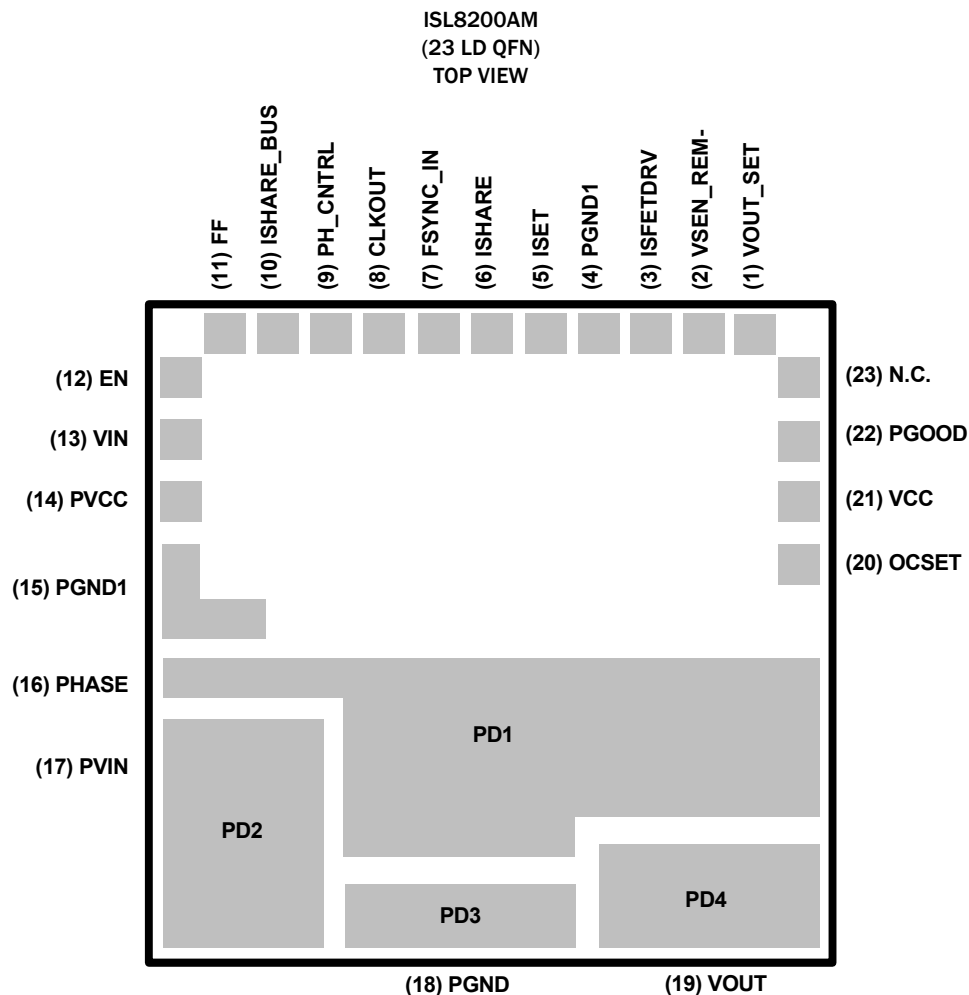 ISL8200AM
(23 LD QFN)
TOP VIEW
(11) FF
(10) ISHARE_BUS
(9) PH_CNTRL
(8) CLKOUT
(7) FSYNC_IN
(6) ISHARE
(5) ISET
(4) PGND1
(3) ISFETDRV
(2) VSEN_REM-
(1) VOUT_SET
(12) EN
(23) N.C.
(13) VIN
(22) PGOOD
(14) PVCC
(21) VCC
(20) OCSET
(15) PGND1
(16) PHASE
PD1
(17) PVIN
PD2
PD4
PD3
(18) PGND
(19) VOUT